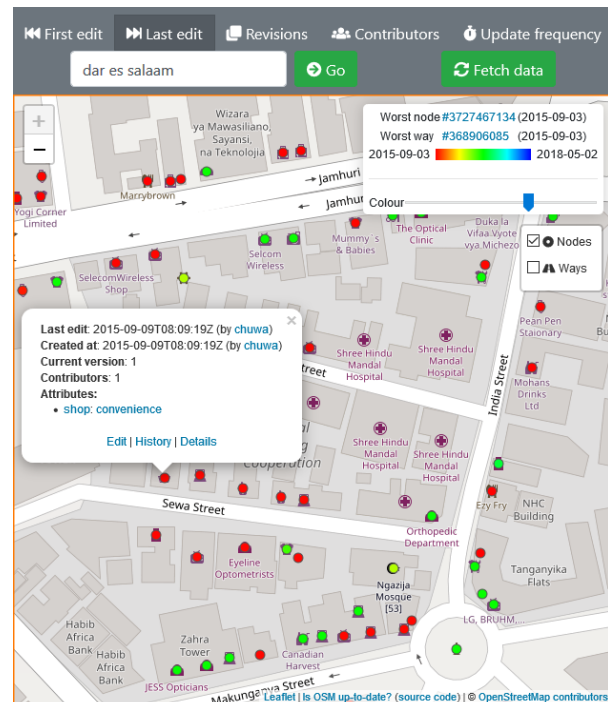 First edit
Last edit
Revisions
Contributors
Update frequency
dar es salaam
Go
Fetch data
+
−
Worst node #3727467134 (2015-09-03)
Worst way #368906085 (2015-09-03)
2015-09-03
2018-05-02
Colour
Nodes
Ways
Wizara
ya Mawasiliano,
Sayansi,
na Teknolojia
Marrybrown
Jamhuri
Jamhu
Yogi Corner
Limited
SelecomWireless
Shop
Selcom
Wireless
Mummy`s
& Babies
The Optical
Clinic
Duka la
Vifaa Vyote
vya Michezo
Pean Pen
Staionary
Mohans
Drinks
Ltd
India Street
×
Last edit: 2015-09-09T08:09:19Z (by chuwa)
Created at: 2015-09-09T08:09:19Z (by chuwa)
Current version: 1
Contributors: 1
Attributes:
• shop: convenience
Edit | History | Details
Shree Hindu
Mandal
Hospital
Shree Hindu
Mandal
Hospital
reet
Shree Hindu
Mandal
Hospital
Shree Hindu
Mandal
Hospital
al
g
Cooperation
Sewa Street
Orthopedic
Department
Ezy Fry
NHC
Building
Eyeline
Optometrists
Ngazija
Mosque
[53]
Tanganyika
Flats
LG, BRUHM,...
Habib
Africa
Bank
Habib
Africa
Bank
Zahra
Tower
JESS Opticians
Canadian
Harvest
Makunganya Street
Leaflet | Is OSM up-to-date? (source code) | © OpenStreetMap contributors